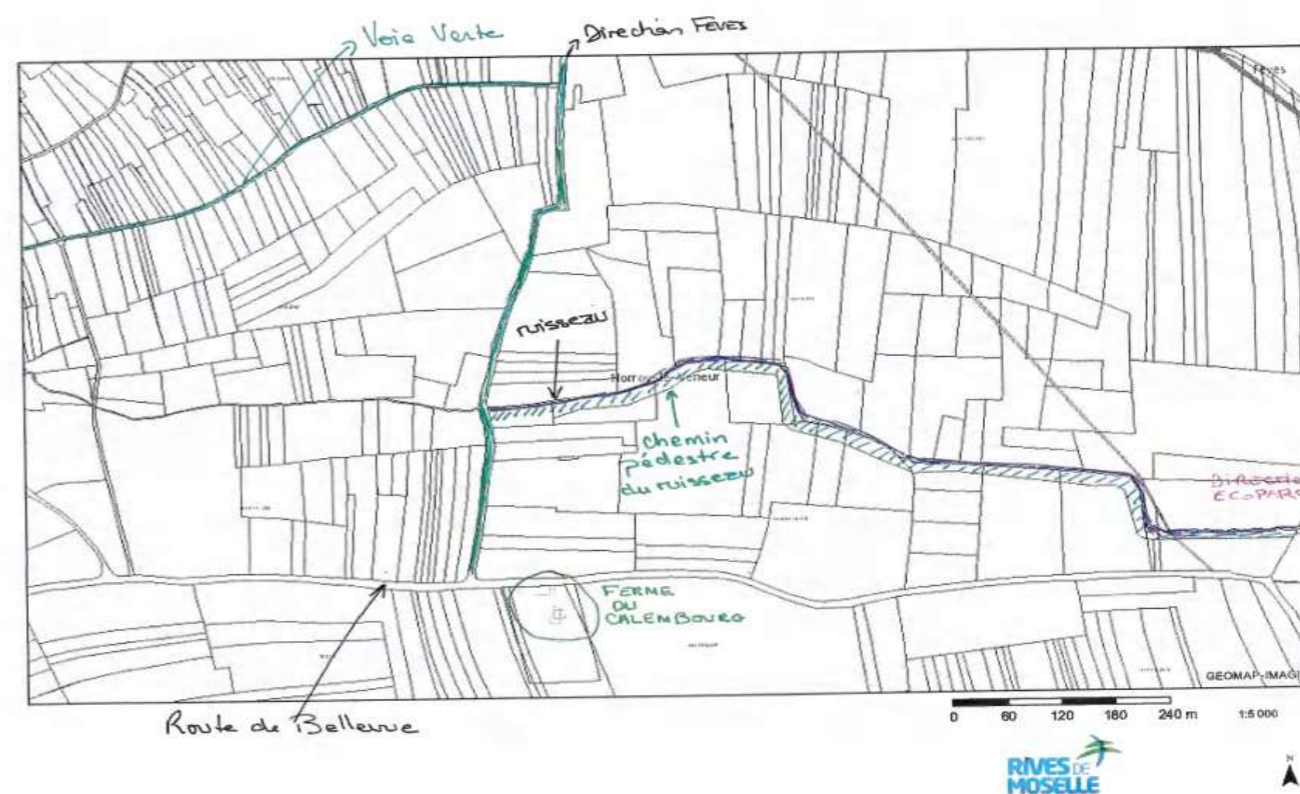 Voie Verte
Direction FEVES
Fèves
ruisseau
chemin
pédestre
du ruisseau
FERME
DU
CALEMBOURG
Route de Bellevue
GEOMAP-IMAGI
0 60 120 180 240 m 1:5 000
RIVES DE
MOSELLE
N